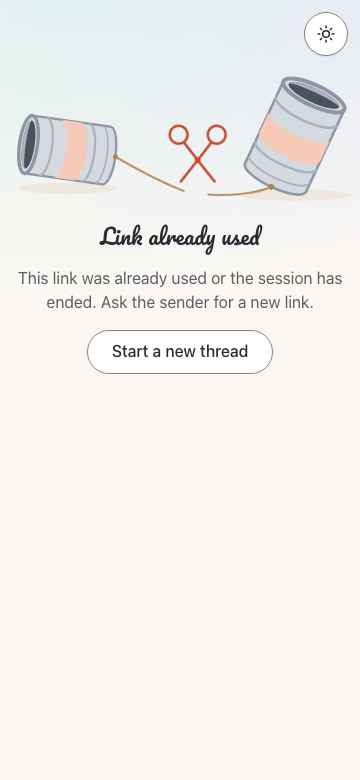 Link already used
This link was already used or the session has
ended. Ask the sender for a new link.
Start a new thread